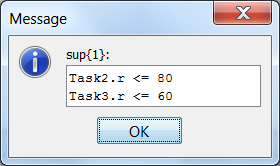 Message
sup{1}:
Task2.r <= 80
Task3.r <= 60
OK